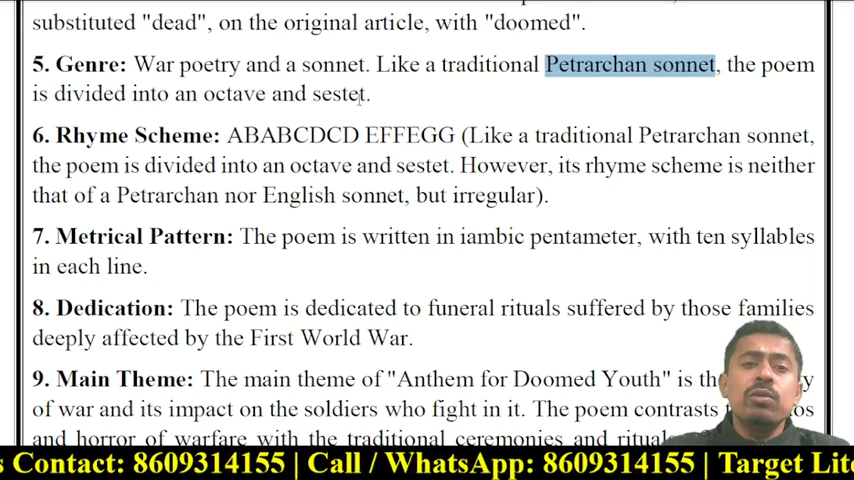 substituted "dead", on the original article, with "doomed".
5. Genre: War poetry and a sonnet. Like a traditional Petrarchan sonnet, the poem
is divided into an octave and sestet.
6. Rhyme Scheme: ABABCDCD EFFEGG (Like a traditional Petrarchan sonnet,
the poem is divided into an octave and sestet. However, its rhyme scheme is neither
that of a Petrarchan nor English sonnet, but irregular).
7. Metrical Pattern: The poem is written in iambic pentameter, with ten syllables
in each line.
8. Dedication: The poem is dedicated to funeral rituals suffered by those families
deeply affected by the First World War.
9. Main Theme: The main theme of "Anthem for Doomed Youth" is
of war and its impact on the soldiers who fight in it. The poem contrasts
and horror of warfare with the traditional ceremonies and
s Contact: 8609314155 | Call / WhatsApp: 8609314155 | Target Lite